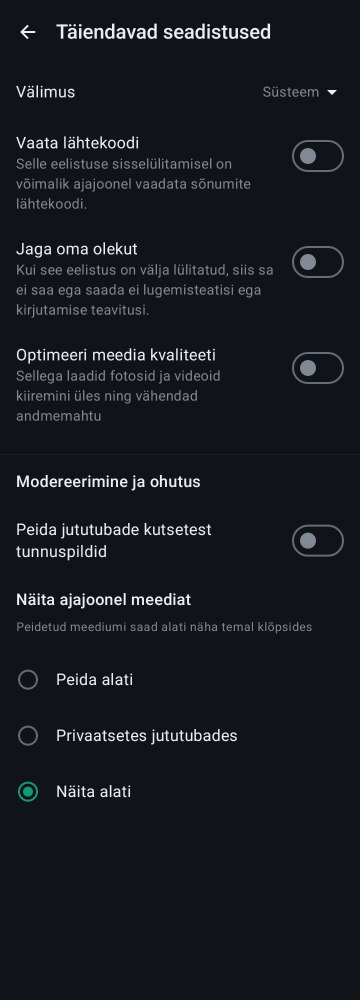 Täiendavad seadistused
Välimus
Süsteem
Vaata lähtekoodi
Selle eelistuse sisselülitamisel on
võimalik ajajoonel vaadata sõnumite
lähtekoodi.
Jaga oma olekut
Kui see eelistus on välja lülitatud, siis sa
ei saa ega saada ei lugemisteatisi ega
kirjutamise teavitusi.
Optimeeri meedia kvaliteeti
Sellega laadid fotosid ja videoid
kiiremini üles ning vähendad
andmemahtu
Modereerimine ja ohutus
Peida jututubade kutsetest
tunnuspildid
Näita ajajoonel meediat
Peidetud meediumi saad alati näha temal klõpsides
Peida alati
Privaatsetes jututubades
Näita alati